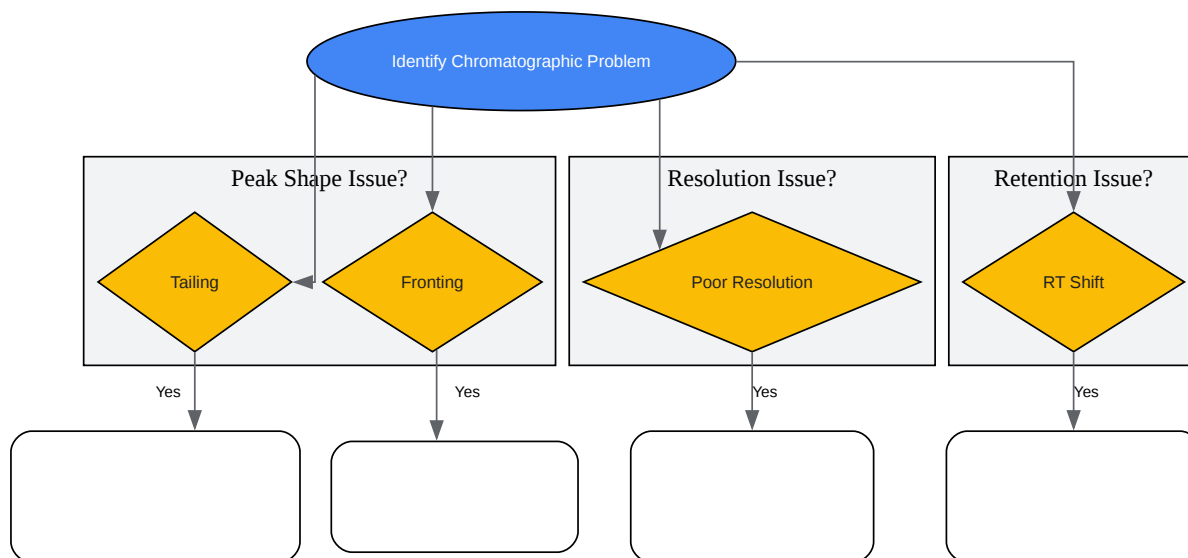 Identify Chromatographic Problem
Peak Shape Issue?
Resolution Issue?
Retention Issue?
Tailing
Fronting
Poor Resolution
RT Shift
Yes
Yes
Yes
Yes